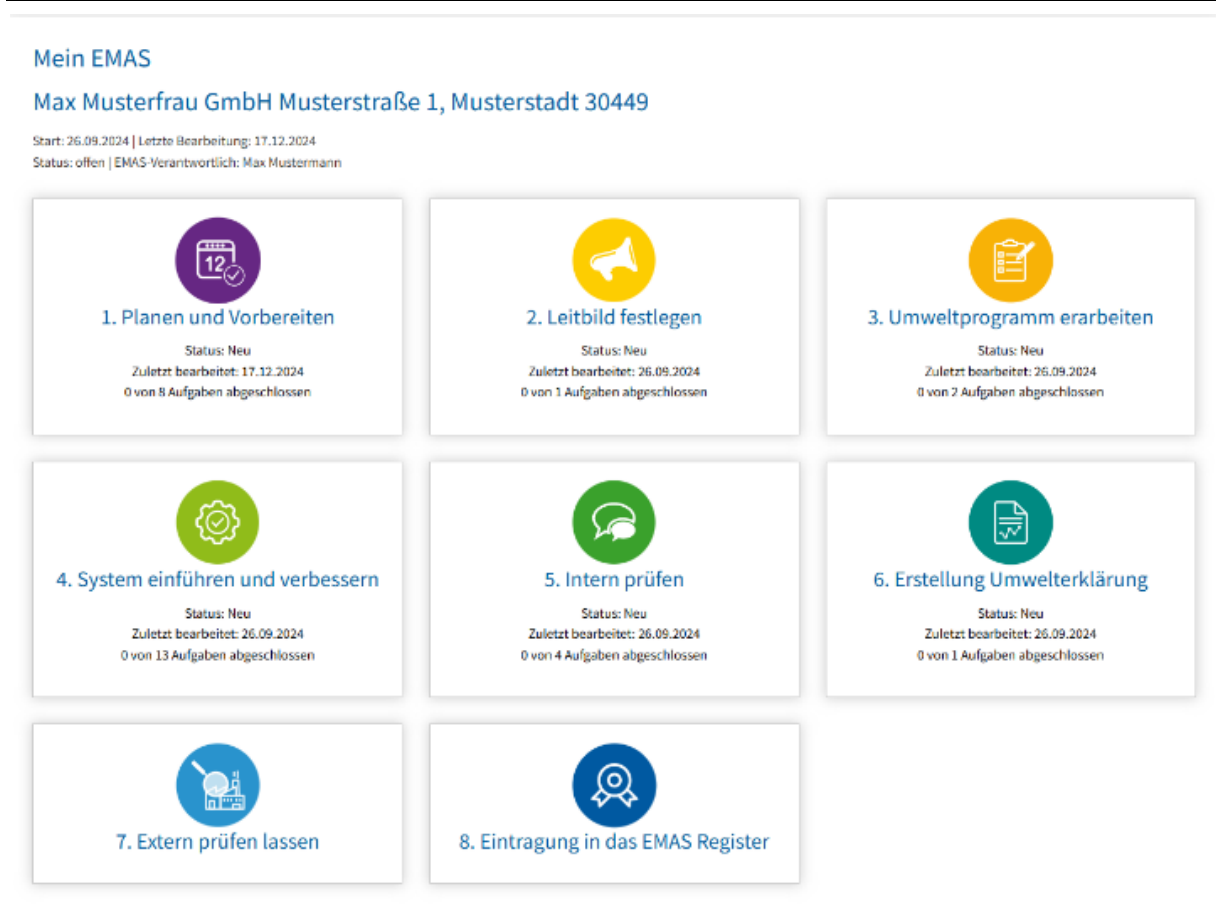 Mein EMAS
Max Musterfrau GmbH Musterstraße 1, Musterstadt 30449
Start: 26.09.2024 | Letzte Bearbeitung: 17.12.2024
Status: offen | EMAS-Verantwortlich: Max Mustermann
12
1. Planen und Vorbereiten
Status: Neu
Zuletzt bearbeitet: 17.12.2024
0 von 8 Aufgaben abgeschlossen
2. Leitbild festlegen
Status: Neu
Zuletzt bearbeitet: 26.09.2024
0 von 1 Aufgaben abgeschlossen
3. Umweltprogramm erarbeiten
Status: Neu
Zuletzt bearbeitet: 26.09.2024
0 von 2 Aufgaben abgeschlossen
4. System einführen und verbessern
Status: Neu
Zuletzt bearbeitet: 26.09.2024
0 von 13 Aufgaben abgeschlossen
5. Intern prüfen
Status: Neu
Zuletzt bearbeitet: 26.09.2024
0 von 4 Aufgaben abgeschlossen
6. Erstellung Umwelterklärung
Status: Neu
Zuletzt bearbeitet: 26.09.2024
0 von 1 Aufgaben abgeschlossen
7. Extern prüfen lassen
8. Eintragung in das EMAS Register